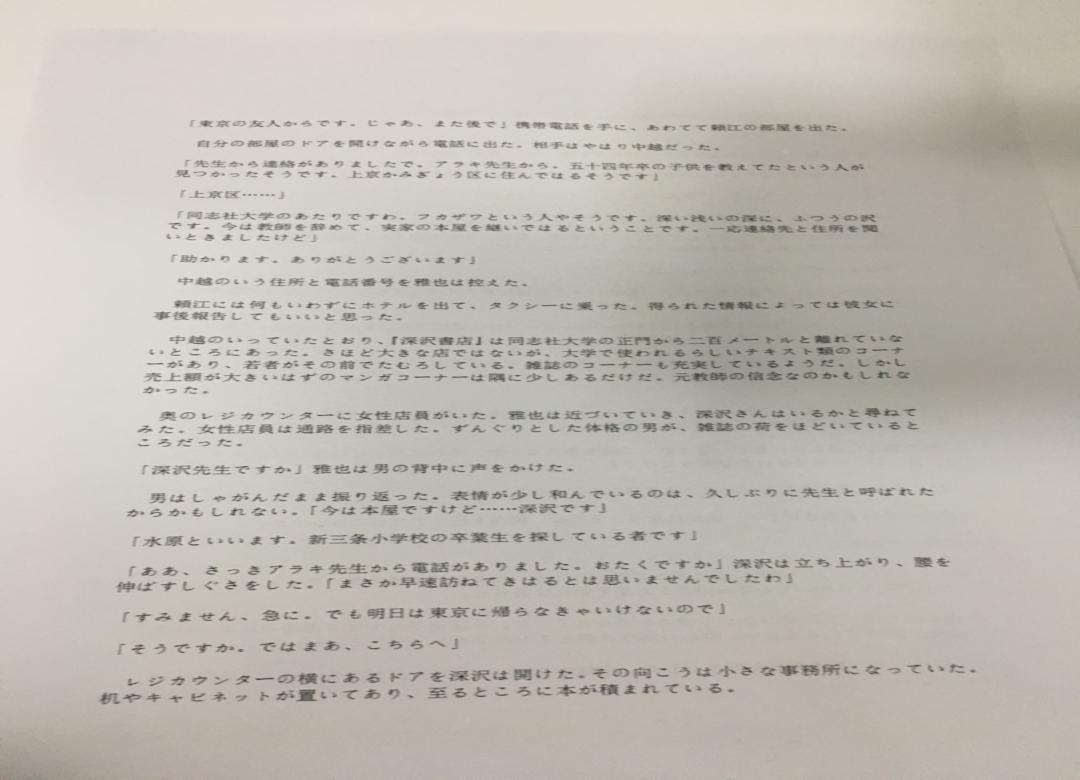 「東京の友人からです。じゃあ、また後で」携帯電話を手に、あわてて頼江の部屋を出た。
自分の部屋のドアを開けながら電話に出た。相手はやはり中越だった。
「先生から連絡がありましたで。アラキ先生から。五十四年卒の子供を教えてたという人が
見つかったそうです。上京かみぎょう区に住んではるそうです」
「上京区……」
「同志社大学のあたりですわ。フカザワという人やそうです。深い浅いの深に、ふつうの沢
です。今は教師を辞めて、実家の本屋を継いではるということです。一応連絡先と住所を聞
いときましたけど」
「助かります。ありがとうございます」
中越のいう住所と電話番号を雅也は控えた。
頼江には何もいわずにホテルを出て、タクシーに乗った。得られた情報によっては彼女に
事後報告してもいいと思った。
中越のいっていたとおり、『深沢書店』は同志社大学の正門から二百メートルと離れていな
いところにあった。さほど大きな店ではないが、大学で使われるらしいテキスト類のコーナ
ーがあり、若者がその前でたむろしている。雑誌のコーナーも充実しているようだ。しかし
売上額が大きいはずのマンガコーナーは隅に少しあるだけだ。元教師の信念なのかもしれな
かった。
奥のレジカウンターに女性店員がいた。雅也は近づいていき、深沢さんはいるかと尋ねて
みた。女性店員は通路を指差した。ずんぐりとした体格の男が、雑誌の荷をほどいていると
ころだった。
「深沢先生ですか」雅也は男の背中に声をかけた。
男はしゃがんだまま振り返った。表情が少し和んでいるのは、久しぶりに先生と呼ばれた
からかもしれない。「今は本屋ですけど……深沢です」
「水原といいます。新三条小学校の卒業生を探している者です」
「ああ、さっきアラキ先生から電話がありました。おたくですか」深沢は立ち上がり、腰を
伸ばすしぐさをした。「まさか早速訪ねてきはるとは思いませんでしたわ」
「すみません、急に。でも明日は東京に帰らなきゃいけないので」
「そうですか。ではまあ、こちらへ」
レジカウンターの横にあるドアを深沢は開けた。その向こうは小さな事務所になっていた。
机やキャビネットが置いてあり、至るところに本が積まれている。